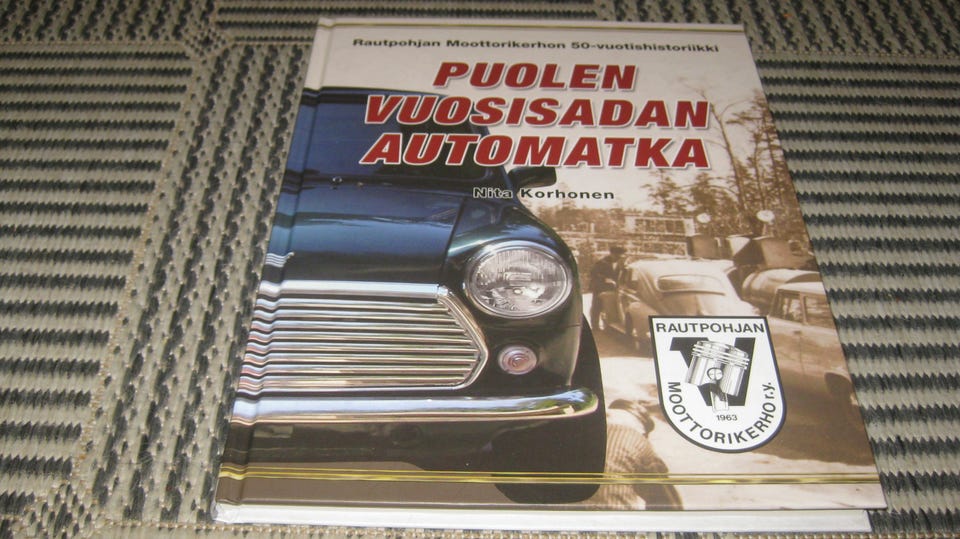 Rautpohjan Moottorikerhon 50-vuotishistoriikki
PUOLEN
VUOSISADAN
AUTOMATKA
Nita Korhonen
RAUTPOHJAN
V
1963
MOOTTORIKERHO r.y.